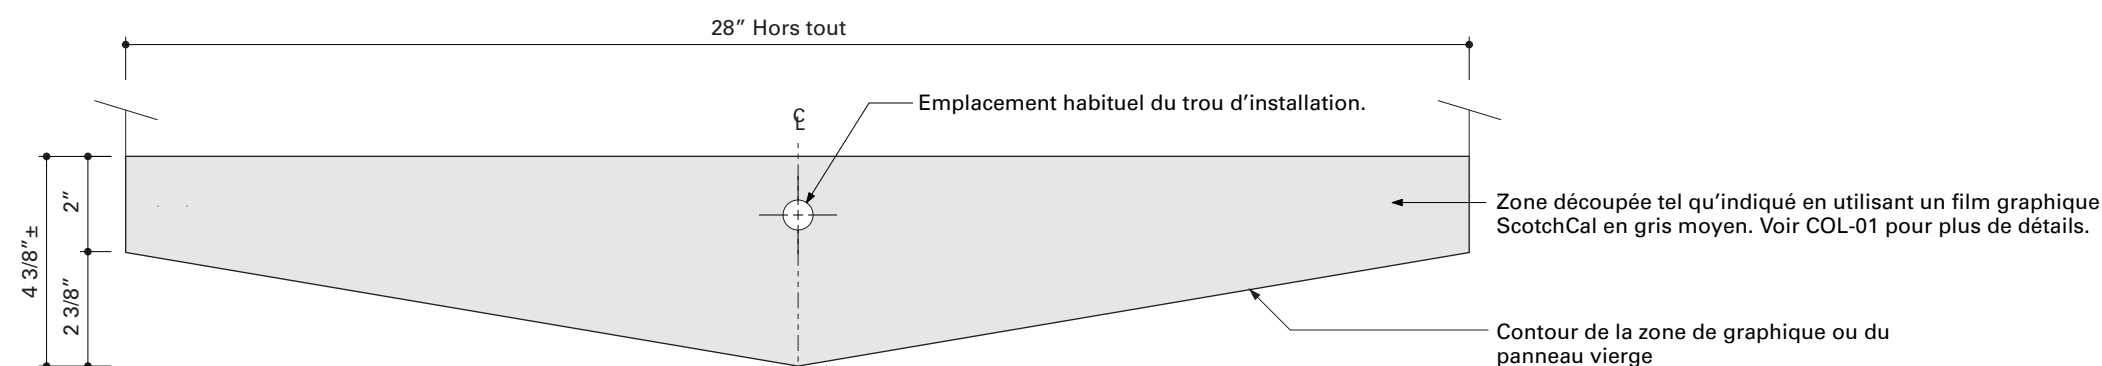 28” Hors tout
℄
Emplacement habituel du trou d’installation.
4 3/8”±
2”
2 3/8”
Zone découpée tel qu’indiqué en utilisant un film graphique
ScotchCal en gris moyen. Voir COL-01 pour plus de détails.
Contour de la zone de graphique ou du
panneau vierge